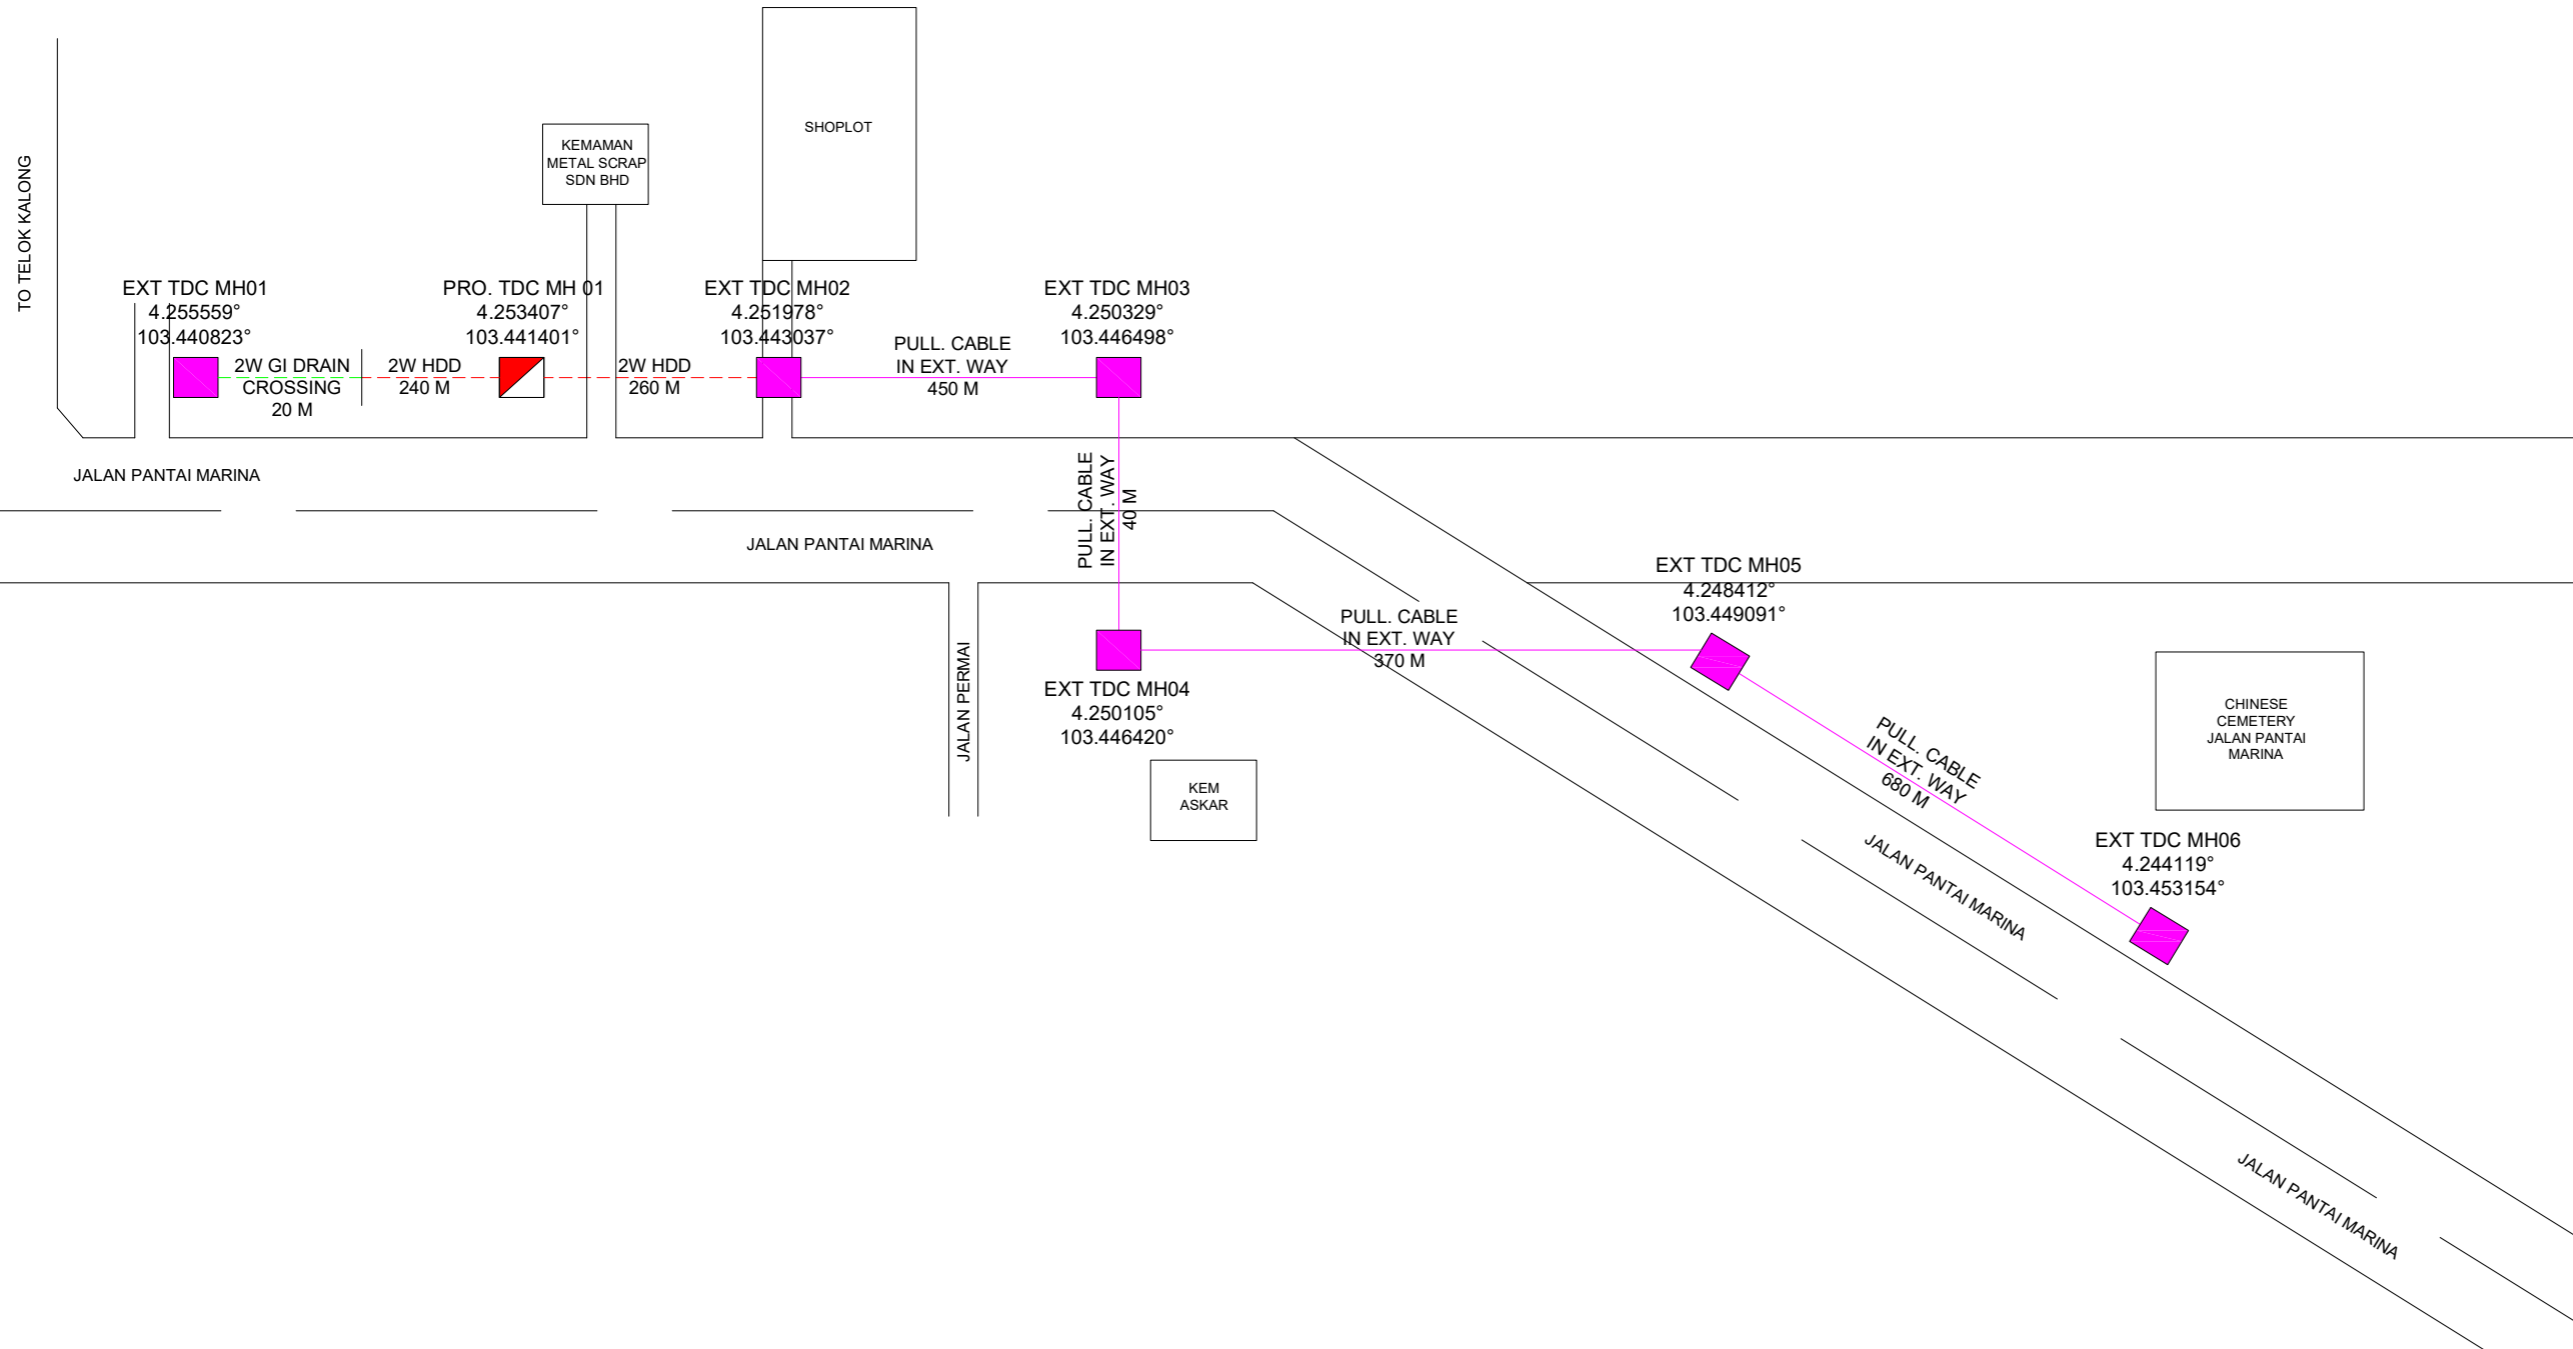 TO TELOK KALONG
KEMAMAN
METAL SCRAP
SDN BHD
SHOPLOT
EXT TDC MH01
4.255559°
103.440823°
PRO. TDC MH 01
4.253407°
103.441401°
EXT TDC MH02
4.251978°
103.443037°
EXT TDC MH03
4.250329°
103.446498°
2W GI DRAIN
CROSSING
20 M
2W HDD
240 M
2W HDD
260 M
PULL. CABLE
IN EXT. WAY
450 M
JALAN PANTAI MARINA
JALAN PANTAI MARINA
PULL. CABLE
IN EXT. WAY
40 M
JALAN PERMAI
EXT TDC MH04
4.250105°
103.446420°
KEM
ASKAR
PULL. CABLE
IN EXT. WAY
370 M
EXT TDC MH05
4.248412°
103.449091°
PULL. CABLE
IN EXT. WAY
680 M
CHINESE
CEMETERY
JALAN PANTAI
MARINA
EXT TDC MH06
4.244119°
103.453154°
JALAN PANTAI MARINA
JALAN PANTAI MARINA